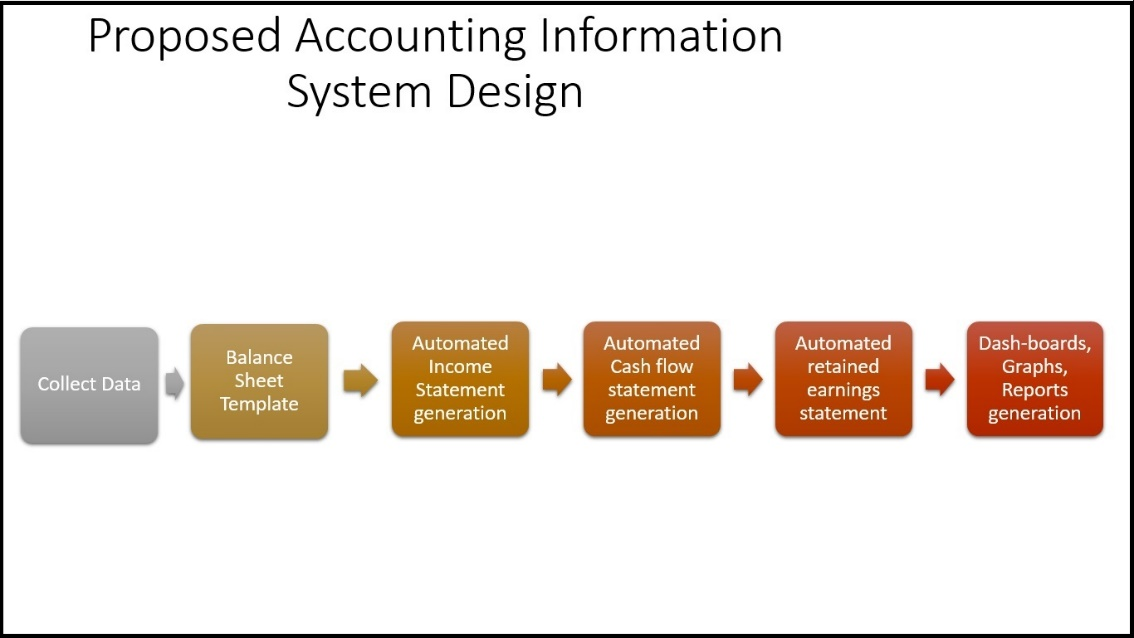 Proposed Accounting Information
System Design
Collect Data
Balance
Sheet
Template
Automated
Income
Statement
generation
Automated
Cash flow
statement
generation
Automated
retained
earnings
statement
Dash-boards,
Graphs,
Reports
generation